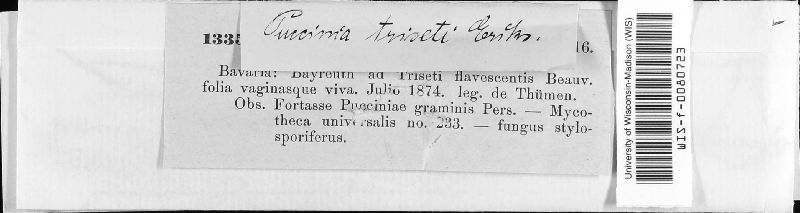 Puccinia triseti Eriks.
1335 16.
Bavaria: Bayreuth ad Triseti flavescentis Beauv.
folia vaginasque viva. Julio 1874. leg. de Thümen.
Obs. Fortasse Pucciniae graminis Pers. — Myco-
theca universalis no. 233. — fungus stylo-
sporiferus.
University of Wisconsin-Madison (WIS)
WIS-f-0080723